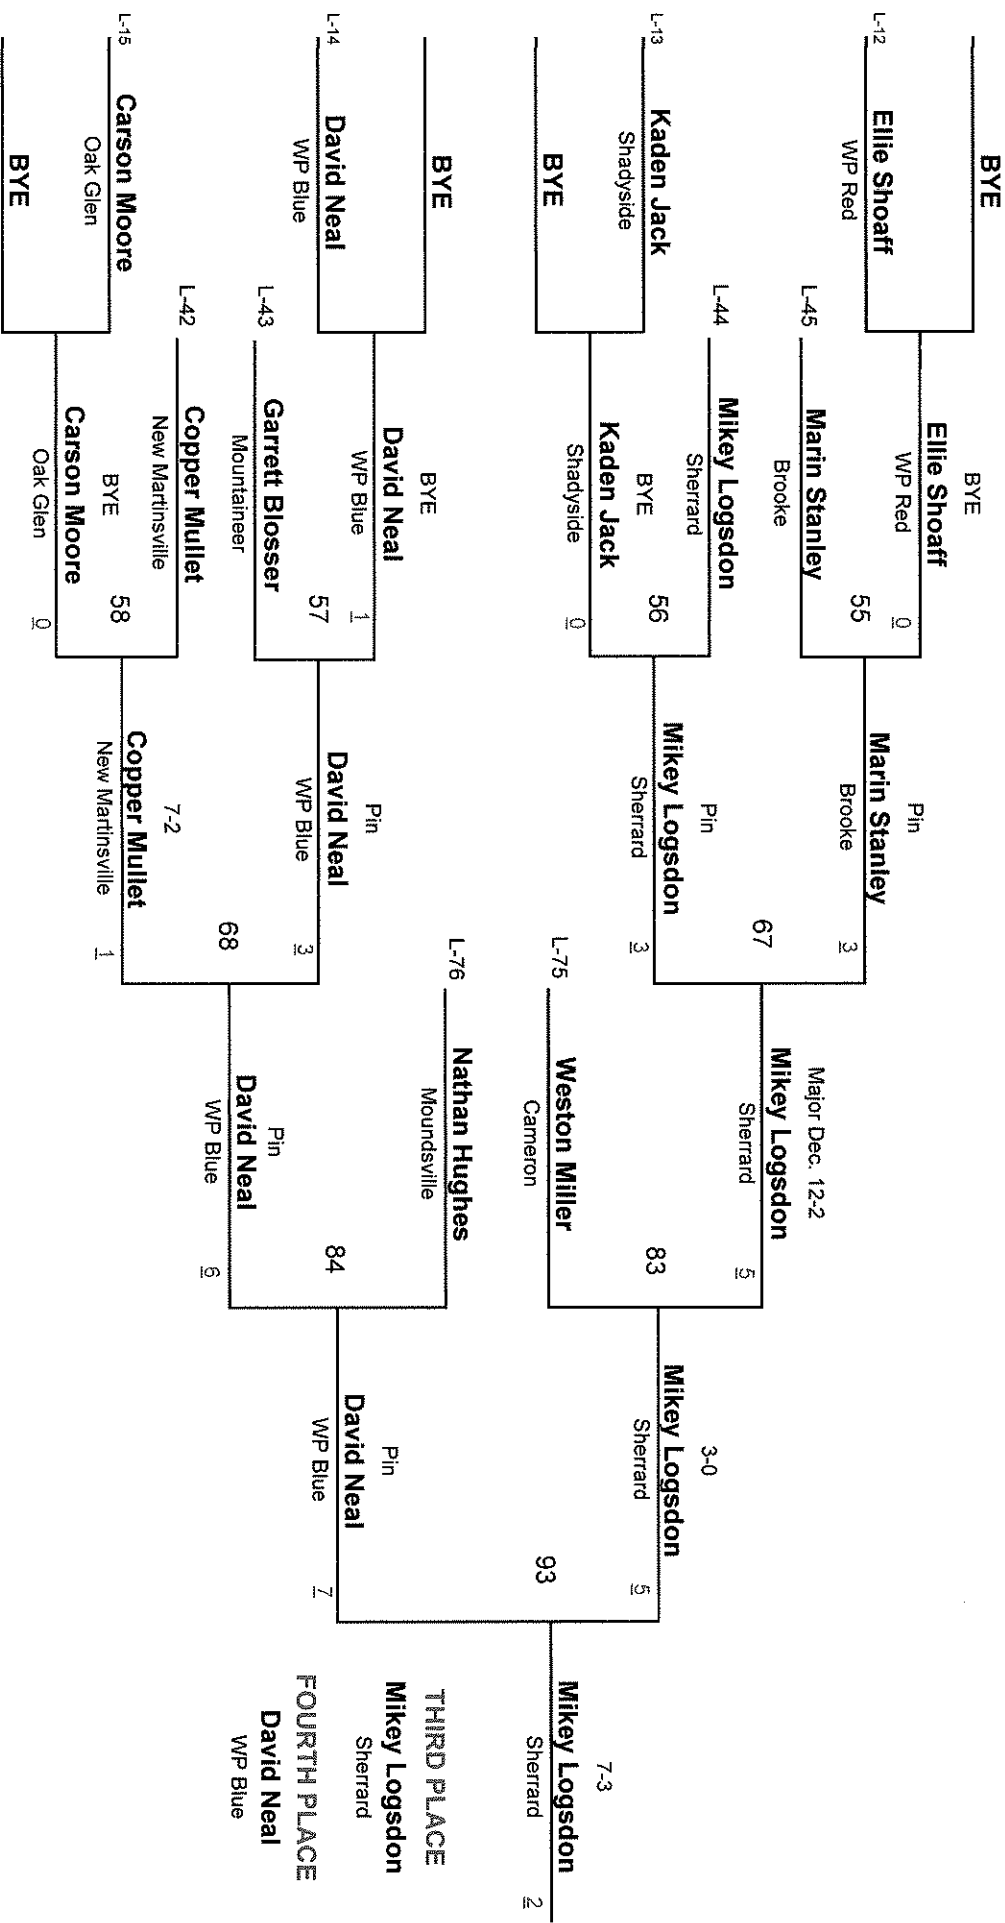 BYE
L-12
Ellie Shoaff
WP Red
L-13
Kaden Jack
Shadyside
BYE
BYE
L-14
David Neal
WP Blue
L-15
Carson Moore
Oak Glen
BYE
BYE
Ellie Shoaff
WP Red
0
55
L-45
Marin Stanley
Brooke
L-44
Mikey Logsdon
Sherrard
56
BYE
Kaden Jack
Shadyside
0
BYE
David Neal
WP Blue
1
57
L-43
Garrett Blosser
Mountaineer
L-42
Copper Mullet
New Martinsville
58
BYE
Carson Moore
Oak Glen
0
Pin
Marin Stanley
Brooke
3
67
Pin
Mikey Logsdon
Sherrard
3
Pin
David Neal
WP Blue
3
68
7-2
Copper Mullet
New Martinsville
1
Major Dec. 12-2
Mikey Logsdon
Sherrard
5
83
L-75
Weston Miller
Cameron
L-76
Nathan Hughes
Moundsville
84
Pin
David Neal
WP Blue
6
3-0
Mikey Logsdon
Sherrard
5
93
Pin
David Neal
WP Blue
7
7-3
Mikey Logsdon
Sherrard
2
THIRD PLACE
Mikey Logsdon
Sherrard
FOURTH PLACE
David Neal
WP Blue